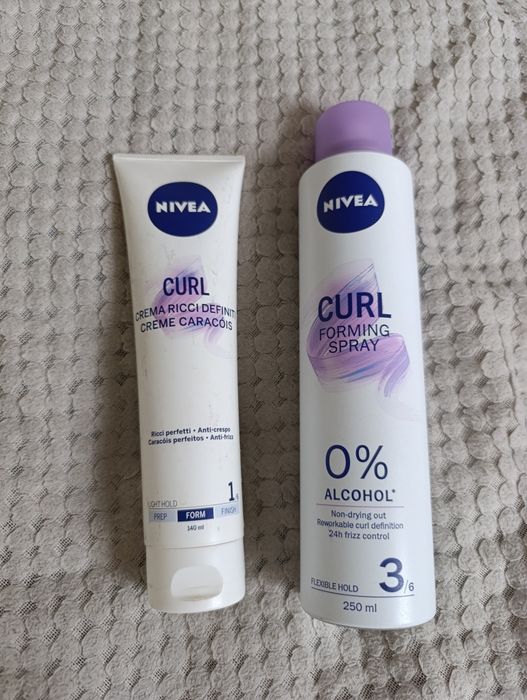 NIVEA
CURL
CREMA RICCI DEFINITI
CREME CARACÓIS
Ricci perfetti • Anti-crespo
Caracóis perfeitos • Anti-frizz
LIGHT HOLD 1/6
PREP FORM FINISH
140 ml
NIVEA
CURL
FORMING
SPRAY
0%
ALCOHOL*
Non-drying out
Reworkable curl definition
24h frizz control
FLEXIBLE HOLD 3/6
250 ml